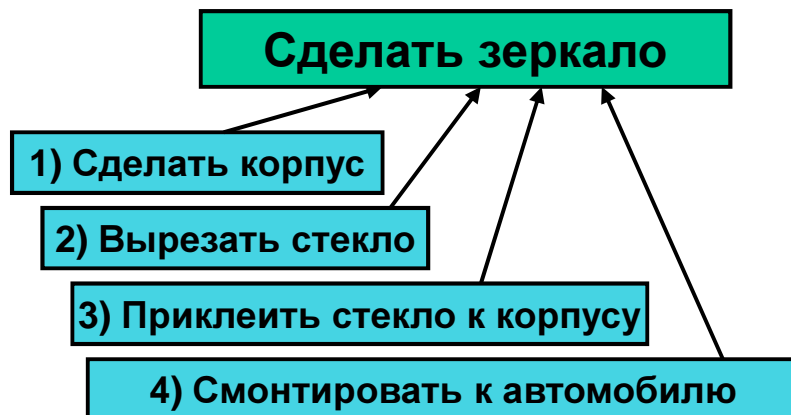 Сделать зеркало
1) Сделать корпус
2) Вырезать стекло
3) Приклеить стекло к корпусу
4) Смонтировать к автомобилю